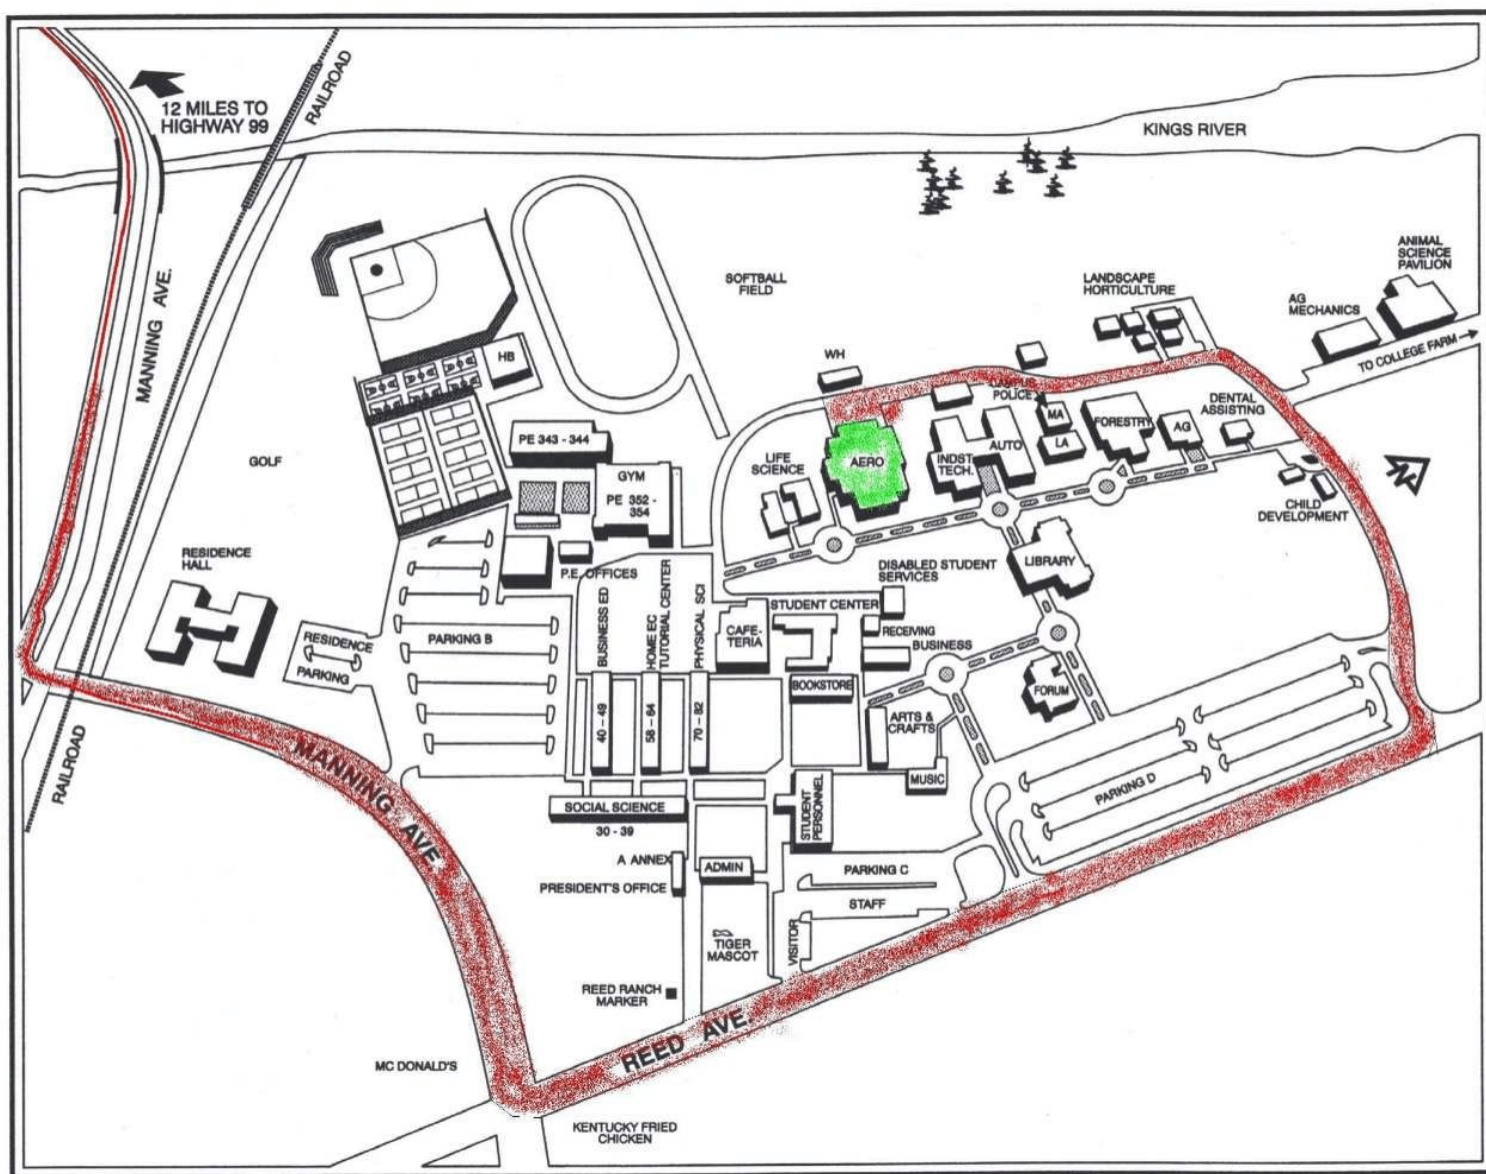 12 MILES TO
HIGHWAY 99
RAILROAD
KINGS RIVER
MANNING AVE.
SOFTBALL
FIELD
LANDSCAPE
HORTICULTURE
ANIMAL
SCIENCE
PAVILION
AG
MECHANICS
TO COLLEGE FARM
HB
WH
CAMPUS
POLICE
MA
LA
FORESTRY
AG
DENTAL
ASSISTING
PE 343 - 344
GOLF
GYM
PE 352 -
354
LIFE
SCIENCE
AERO
INDST.
TECH.
AUTO
N
CHILD
DEVELOPMENT
RESIDENCE
HALL
P.E. OFFICES
DISABLED STUDENT
SERVICES
LIBRARY
BUSINESS ED
HOME EC
TUTORIAL CENTER
PHYSICAL SCI
CAFE-
TERIA
STUDENT CENTER
RECEIVING
BUSINESS
RESIDENCE
PARKING
PARKING B
BOOKSTORE
FORUM
40 - 49
58 - 64
70 - 82
ARTS &
CRAFTS
MUSIC
RAILROAD
MANNING AVE.
PARKING D
SOCIAL SCIENCE
30 - 39
STUDENT
PERSONNEL
A ANNEX
ADMIN
PRESIDENT'S OFFICE
PARKING C
STAFF
VISITOR
TIGER
MASCOT
REED RANCH
MARKER
REED AVE.
MC DONALD'S
KENTUCKY FRIED
CHICKEN